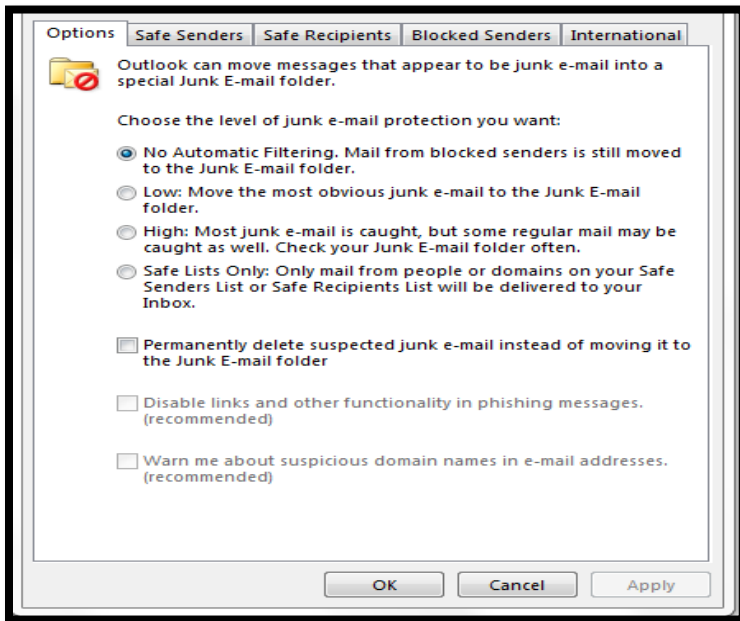 Options Safe Senders Safe Recipients Blocked Senders International
Outlook can move messages that appear to be junk e-mail into a
special Junk E-mail folder.
Choose the level of junk e-mail protection you want:
No Automatic Filtering. Mail from blocked senders is still moved
to the Junk E-mail folder.
Low: Move the most obvious junk e-mail to the Junk E-mail
folder.
High: Most junk e-mail is caught, but some regular mail may be
caught as well. Check your Junk E-mail folder often.
Safe Lists Only: Only mail from people or domains on your Safe
Senders List or Safe Recipients List will be delivered to your
Inbox.
Permanently delete suspected junk e-mail instead of moving it to
the Junk E-mail folder
Disable links and other functionality in phishing messages.
(recommended)
Warn me about suspicious domain names in e-mail addresses.
(recommended)
OK Cancel Apply